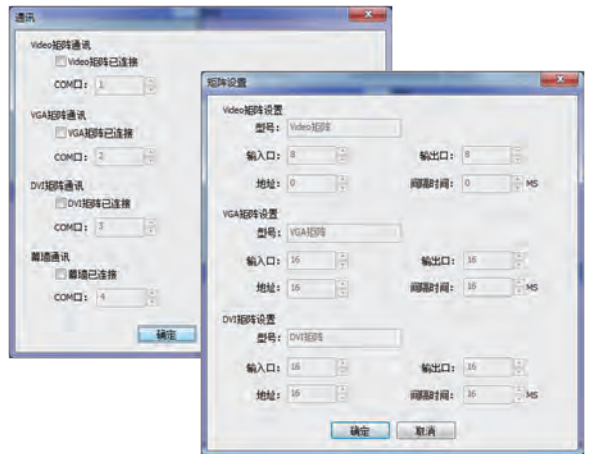 通讯
Video矩阵通讯
Video矩阵已连接
COM口： 1
VGA矩阵通讯
VGA矩阵已连接
COM口： 2
DVI矩阵通讯
DVI矩阵已连接
COM口： 3
幕墙通讯
幕墙已连接
COM口： 4
确定
矩阵设置
Video矩阵设置
型号： Video矩阵
输入口： 8 输出口： 8
地址： 0 间隔时间： 0 MS
VGA矩阵设置
型号： VGA矩阵
输入口： 16 输出口： 16
地址： 16 间隔时间： 16 MS
DVI矩阵设置
型号： DVI矩阵
输入口： 16 输出口： 16
地址： 16 间隔时间： 16 MS
确定 取消